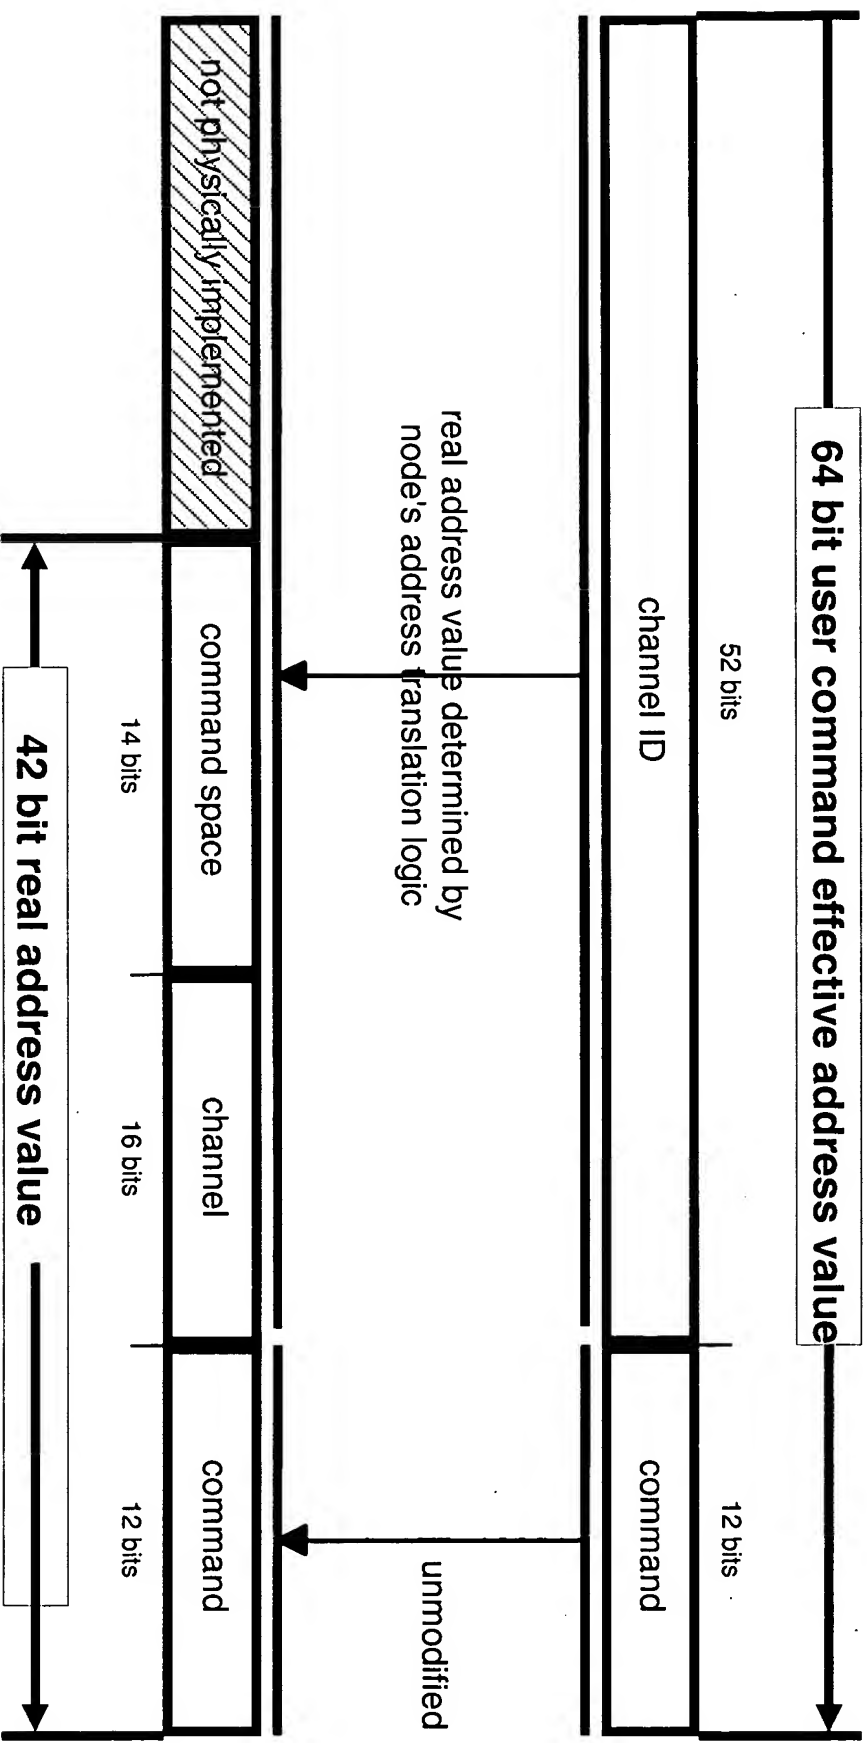 64 bit user command effective address value
52 bits
12 bits
channel ID
command
real address value determined by
node's address translation logic
unmodified
not physically implemented
command space
channel
command
14 bits
16 bits
12 bits
42 bit real address value